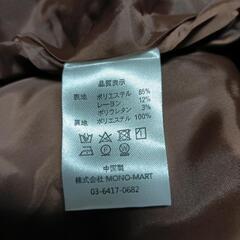 品質表示
表地 ポリエステル 85%
レーヨン 12%
ポリウレタン 3%
裏地 ポリエステル 100%
中国製
株式会社 MONO-MART
03-6417-0682